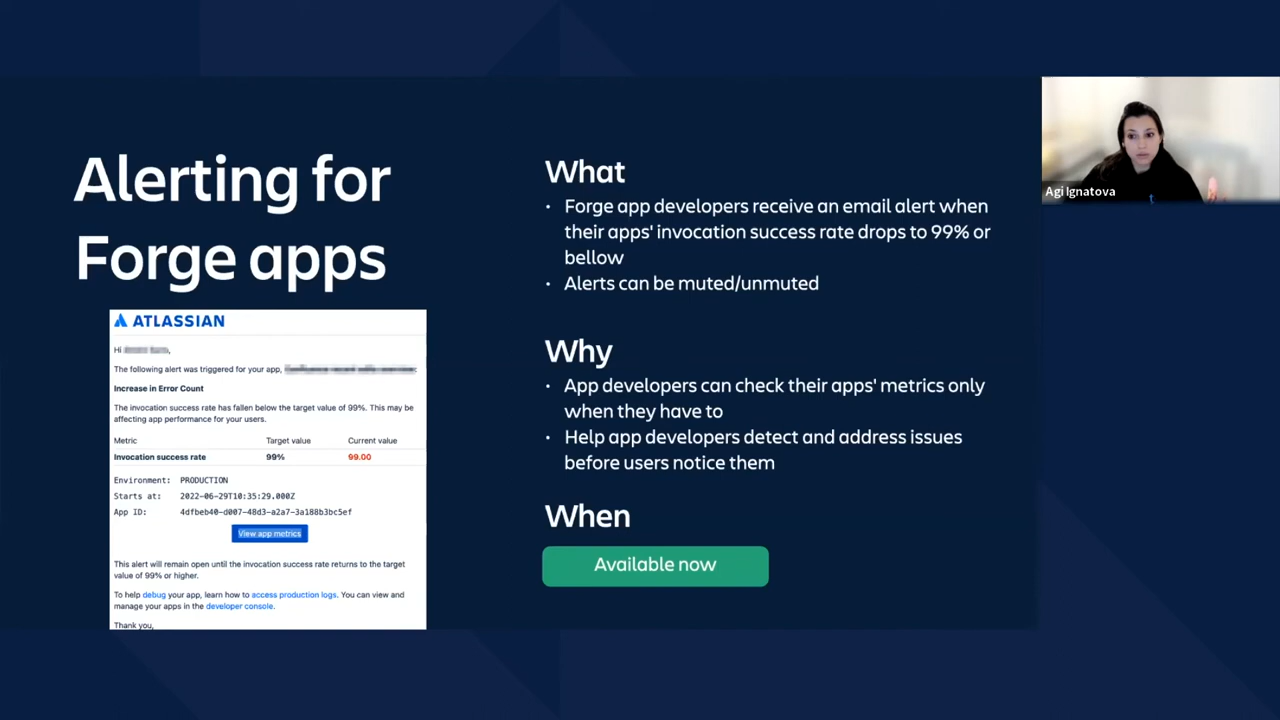 Alerting for
Forge apps
ATLASSIAN
Hi
The following alert was triggered for your app,
Increase in Error Count
The invocation success rate has fallen below the target value of 99%. This may be
affecting app performance for your users.
Metric Target value Current value
Invocation success rate 99% 99.00
Environment: PRODUCTION
Starts at: 2022-06-29T10:35:29.000Z
App ID: 4dfbeb40-d007-48d3-a2a7-3a188b3bc5ef
View app metrics
This alert will remain open until the invocation success rate returns to the target
value of 99% or higher.
To help debug your app, learn how to access production logs. You can view and
manage your apps in the developer console.
Thank you,
What
• Forge app developers receive an email alert when
their apps' invocation success rate drops to 99% or
bellow
• Alerts can be muted/unmuted
Why
• App developers can check their apps' metrics only
when they have to
• Help app developers detect and address issues
before users notice them
When
Available now
Agi Ignatova